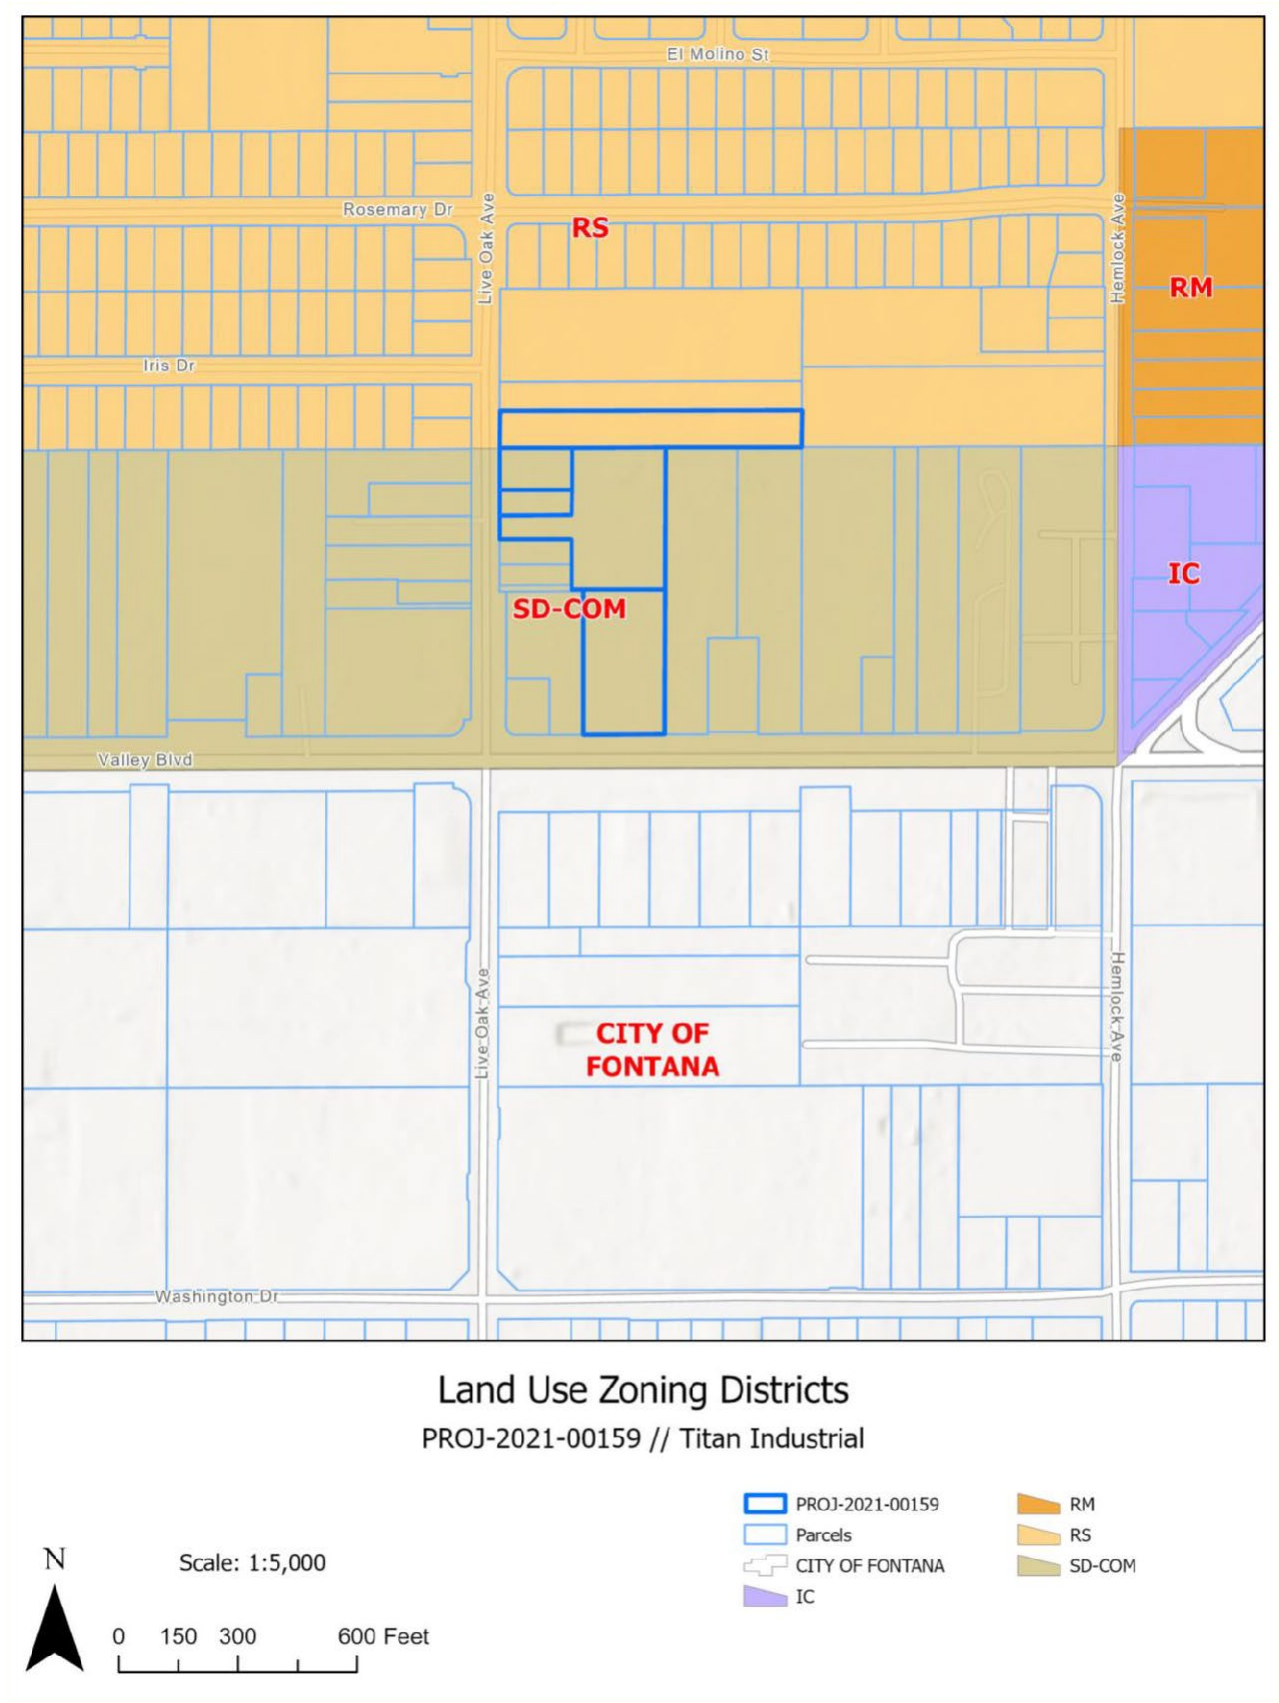 El Molino St
Rosemary Dr
Live Oak Ave
RS
Hemlock Ave
RM
Iris Dr
IC
SD-COM
Valley Blvd
Live Oak Ave
CITY OF
FONTANA
Hemlock Ave
Washington Dr
Land Use Zoning Districts
PROJ-2021-00159 // Titan Industrial
PROJ-2021-00159
Parcels
CITY OF FONTANA
IC
RM
RS
SD-COM
N
Scale: 1:5,000
0 150 300 600 Feet